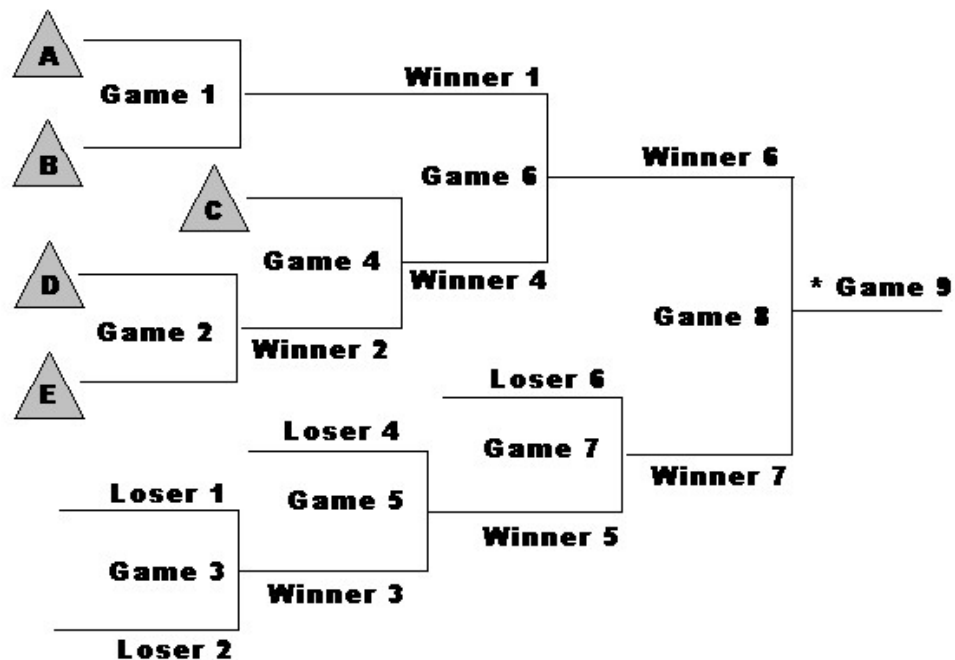 A
Game 1
Winner 1
B
Game 6
Winner 6
C
D
Game 4
Winner 4
* Game 9
Game 2
Winner 2
Game 8
E
Loser 6
Loser 4
Game 7
Winner 7
Loser 1
Game 5
Winner 5
Game 3
Winner 3
Loser 2